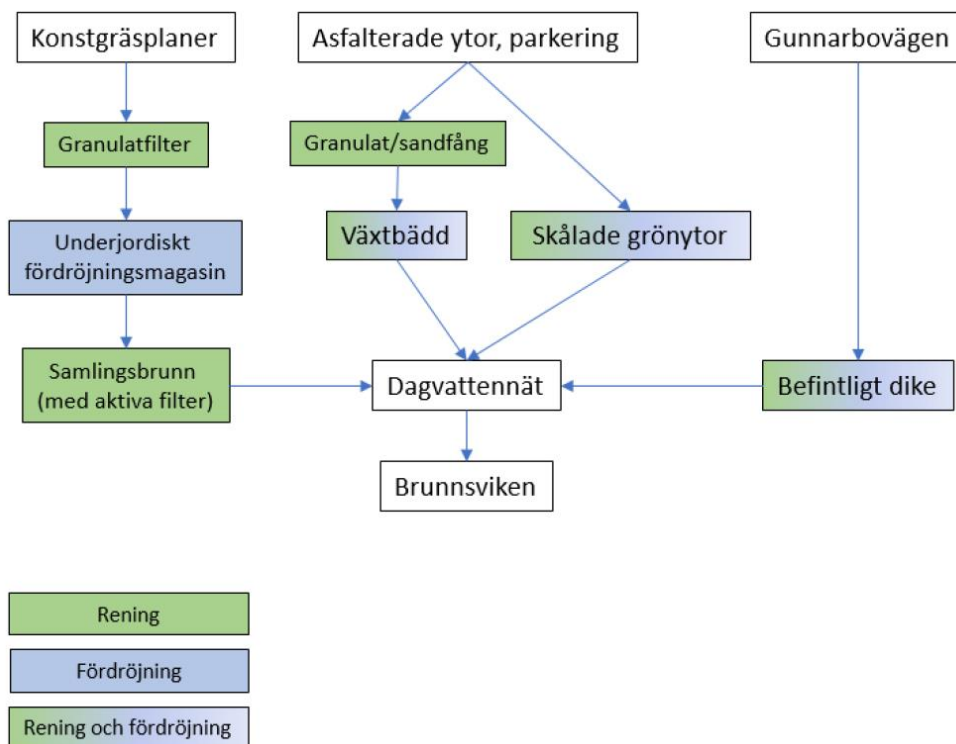 Konstgräsplaner
Asfalterade ytor, parkering
Gunnarbovägen
Granulatfilter
Granulat/sandfång
Underjordiskt
fördröjningsmagasin
Växtbädd
Skålade grönytor
Samlingsbrunn
(med aktiva filter)
Dagvattennät
Befintligt dike
Brunnsviken
Rening
Fördröjning
Rening och fördröjning